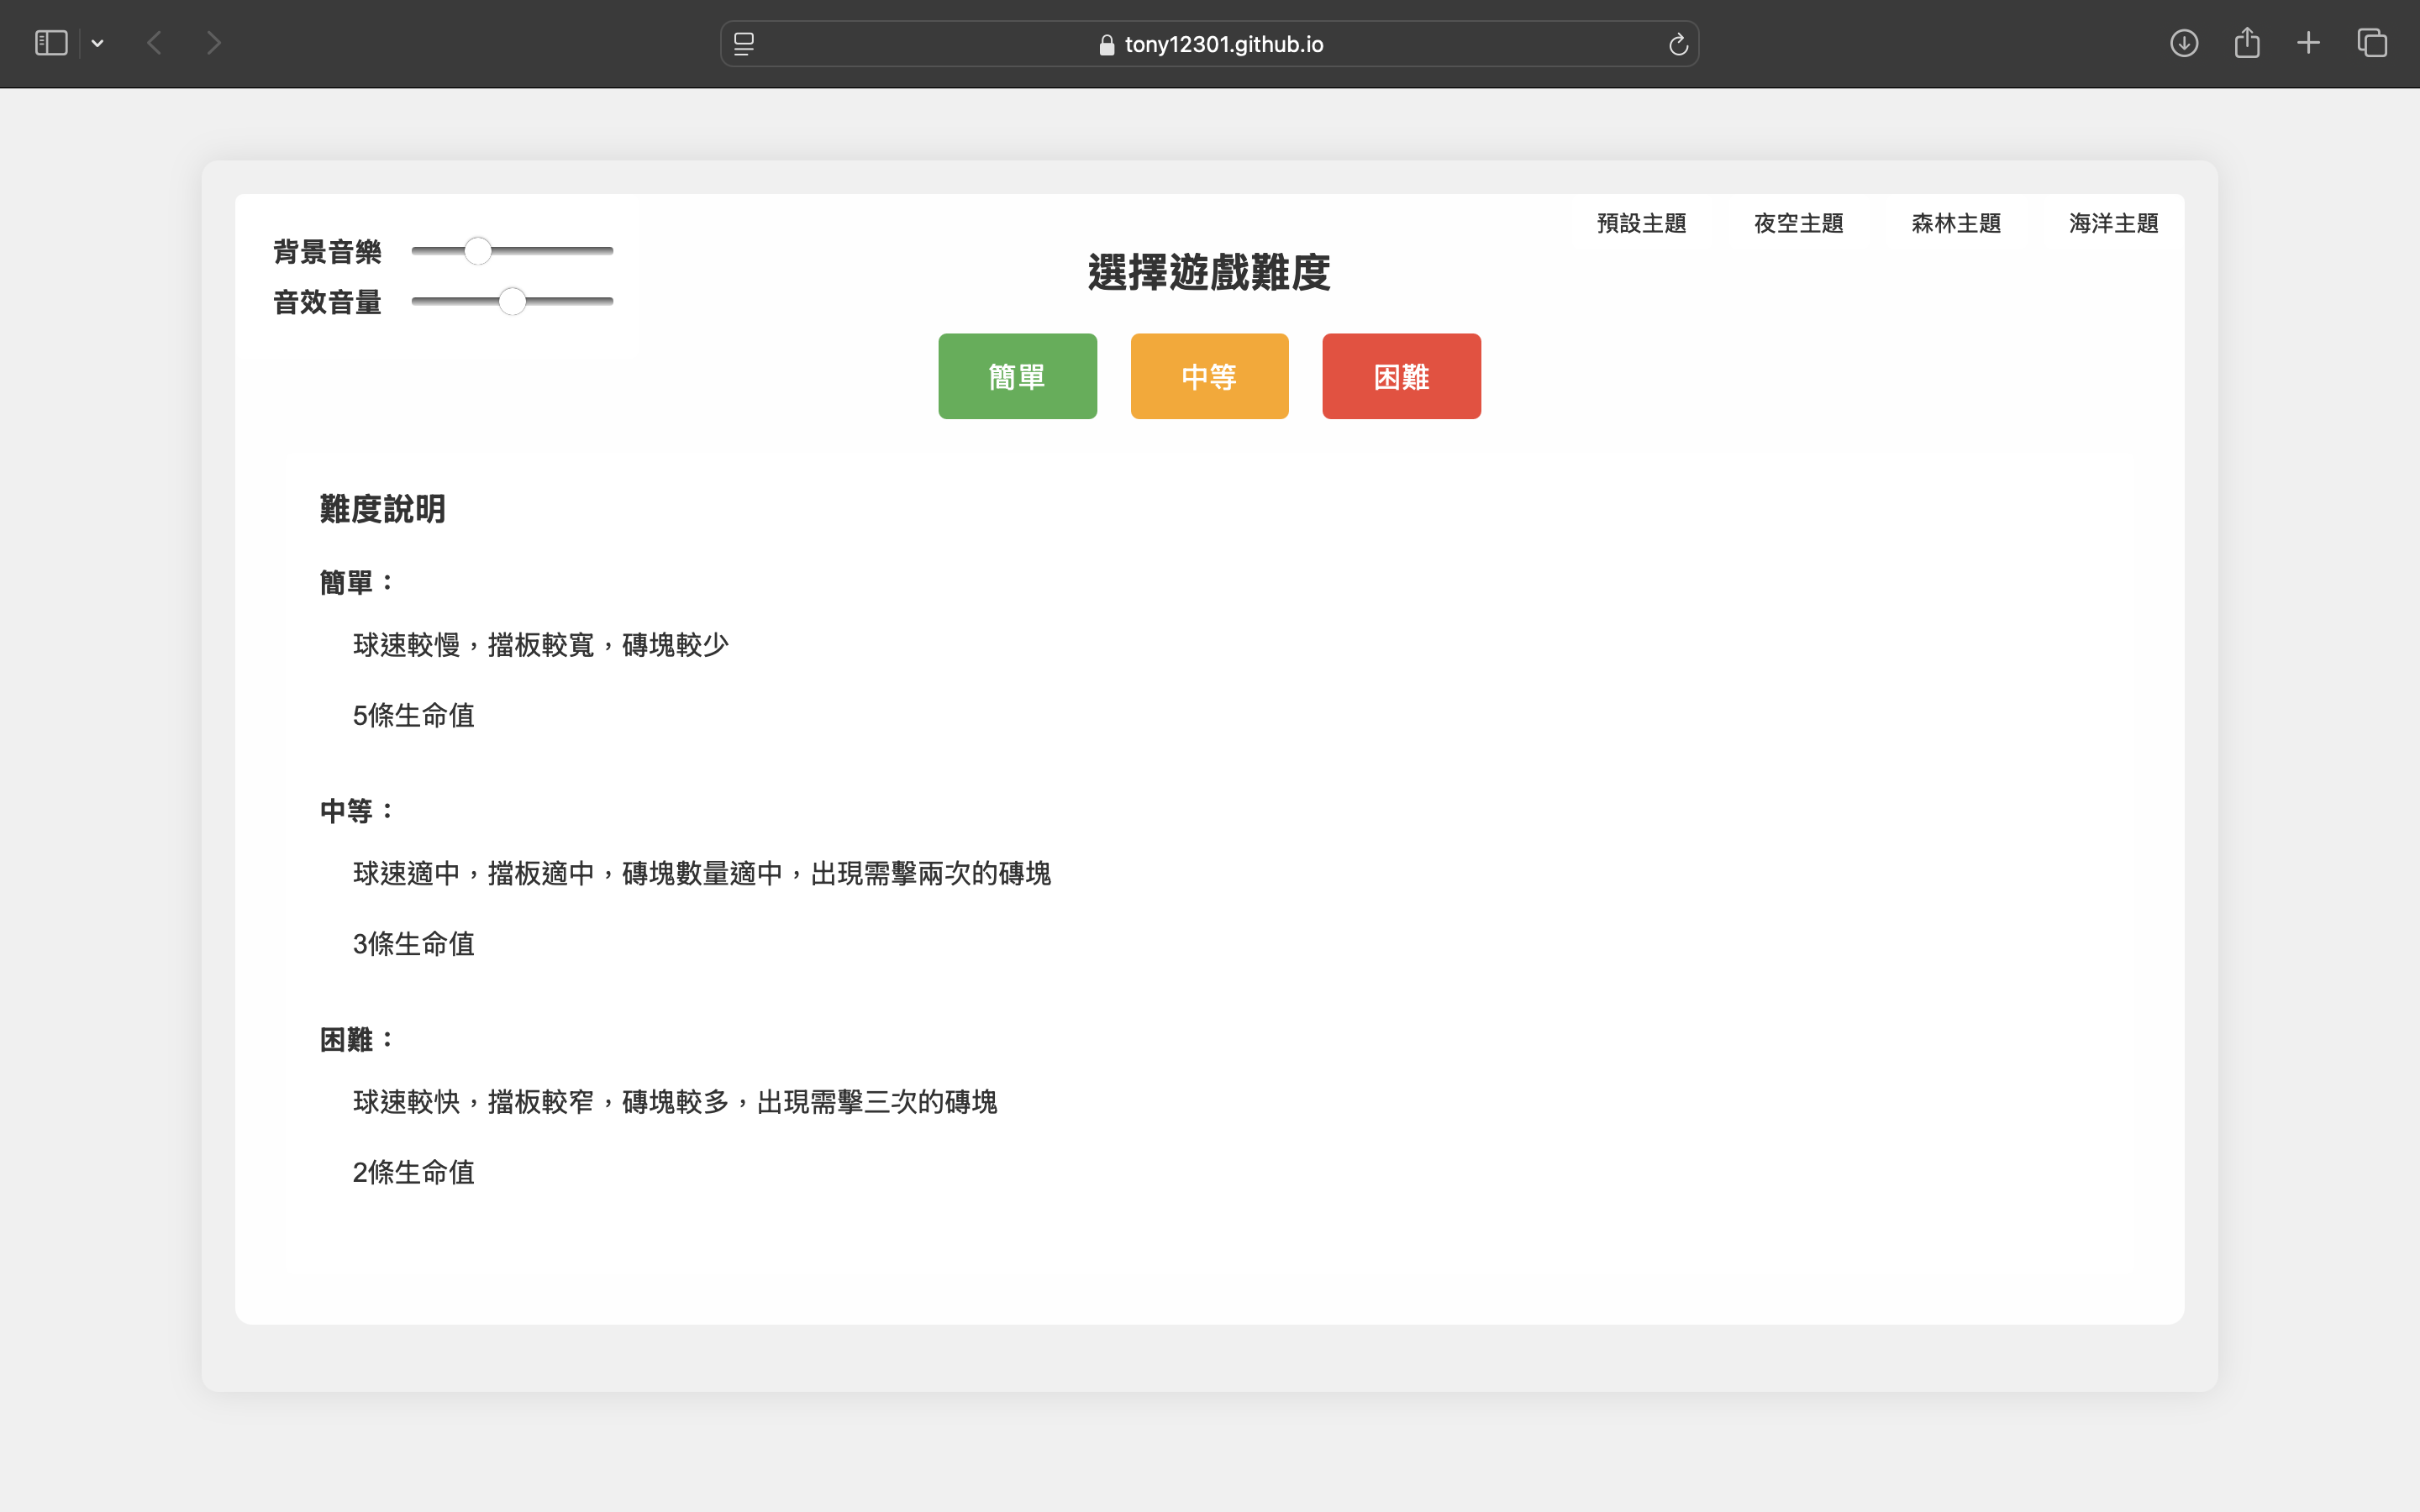 tony12301.github.io
預設主題 夜空主題 森林主題 海洋主題
背景音樂
音效音量
選擇遊戲難度
簡單 中等 困難
難度說明
簡單：
球速較慢，擋板較寬，磚塊較少
5條生命值
中等：
球速適中，擋板適中，磚塊數量適中，出現需擊兩次的磚塊
3條生命值
困難：
球速較快，擋板較窄，磚塊較多，出現需擊三次的磚塊
2條生命值